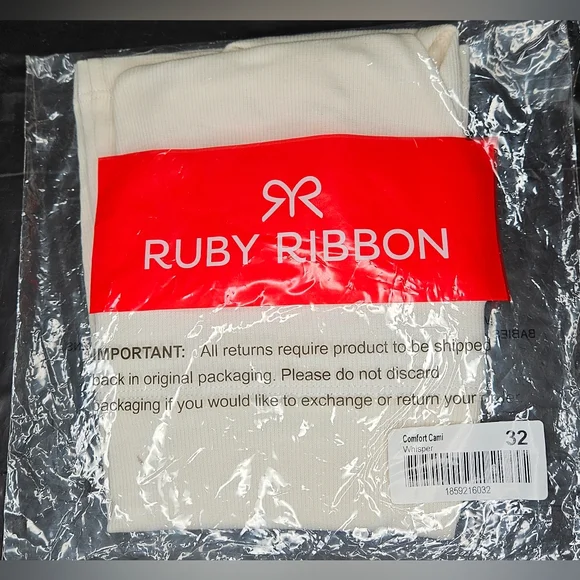 RUBY RIBBON
IMPORTANT: All returns require product to be shipped
back in original packaging. Please do not discard
packaging if you would like to exchange or return your
Comfort Cami 32
Whisper
1859216032